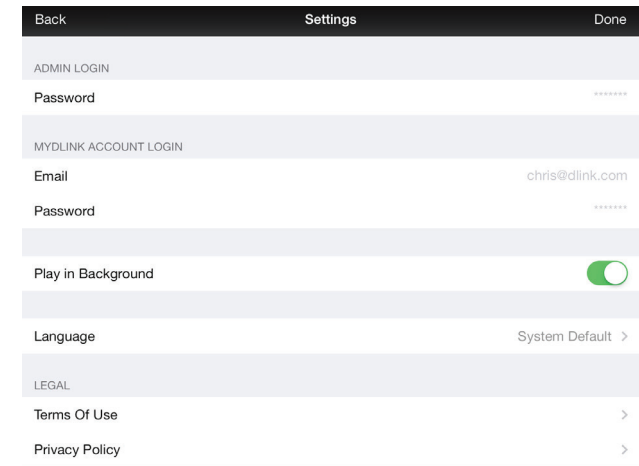 Back Settings Done
ADMIN LOGIN
Password *******
MYDLINK ACCOUNT LOGIN
Email chris@dlink.com
Password *******
Play in Background
Language System Default >
LEGAL
Terms Of Use >
Privacy Policy >